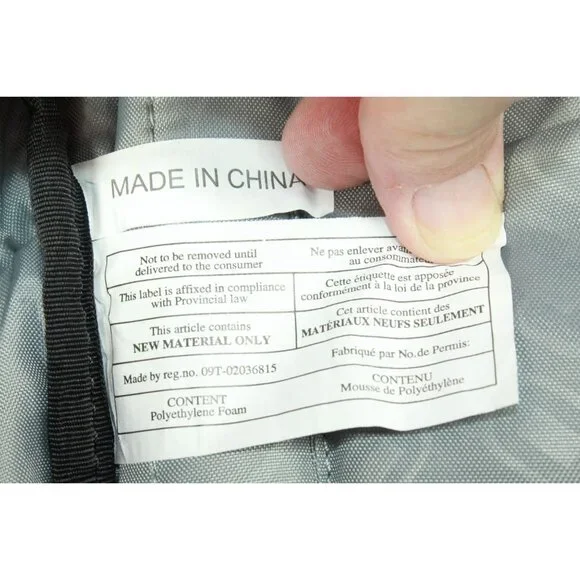 MADE IN CHINA
Not to be removed until
delivered to the consumer
This label is affixed in compliance
with Provincial law
This article contains
NEW MATERIAL ONLY
Made by reg.no. 09T-02036815
CONTENT
Polyethylene Foam
Ne pas enlever
au consommateur
Cette étiquette est apposée
conformément à la loi de la province
Cet article contient des
MATÉRIAUX NEUFS SEULEMENT
Fabriqué par No.de Permis:
CONTENU
Mousse de Polyéthylène